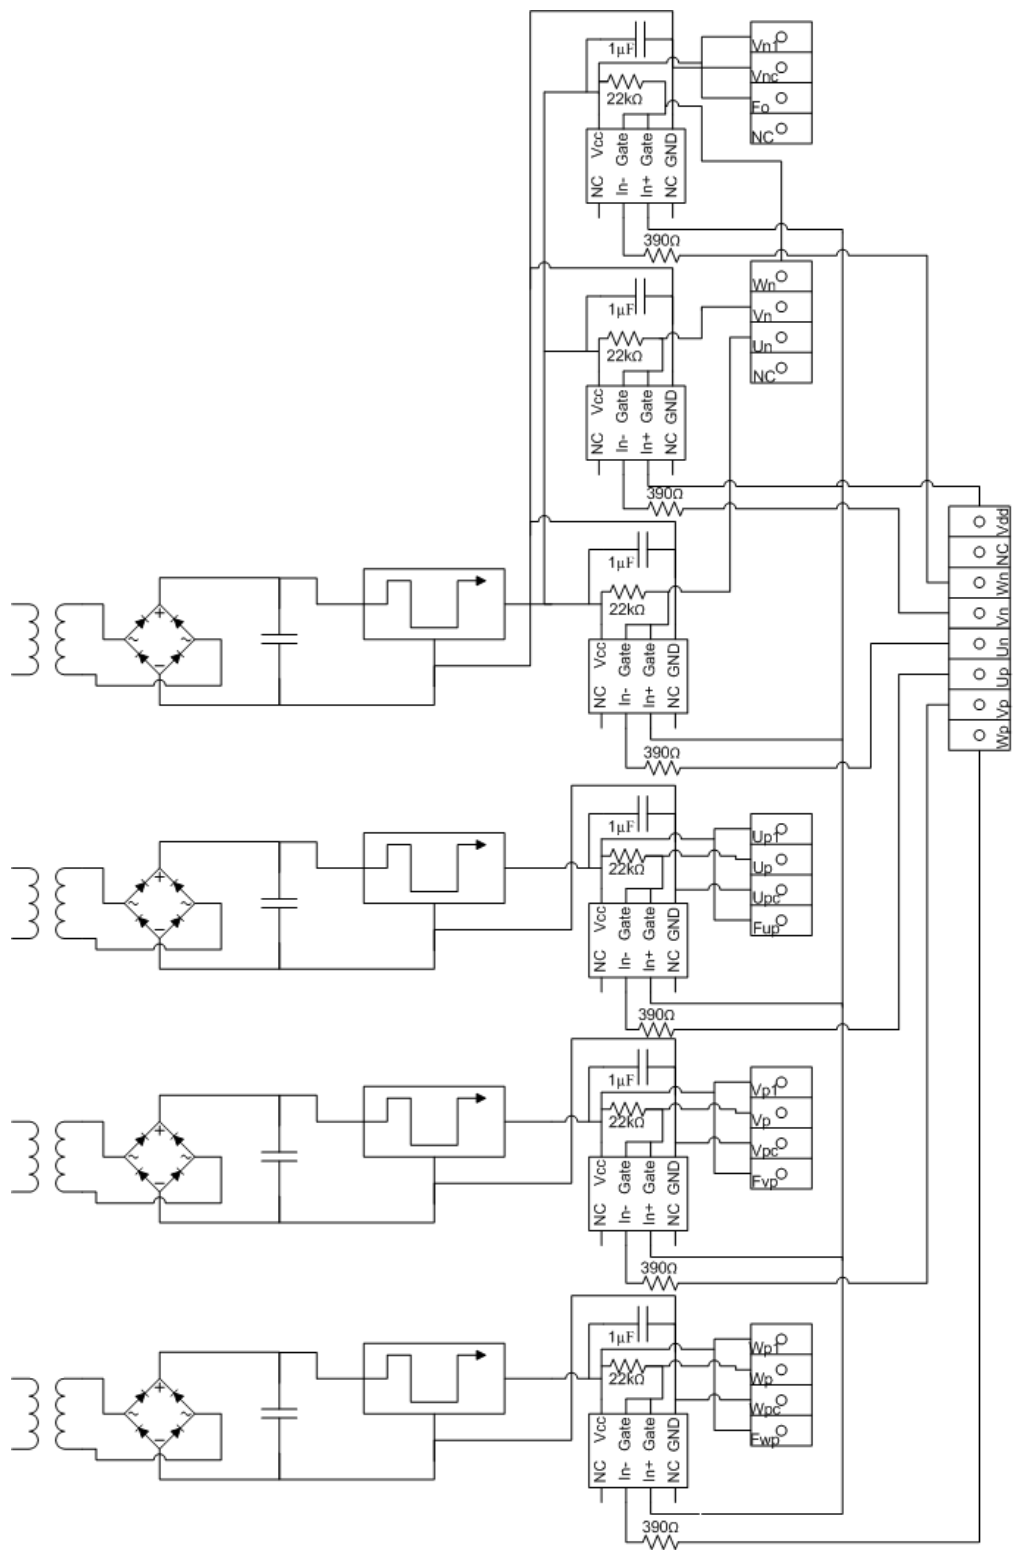 1µF
Vn1
Vnc
22kΩ
Fo
NC
Vcc Gate Gate GND
NC In- In+ NC
390Ω
Wn
1µF
Vn
Un
22kΩ
NC
Vcc Gate Gate GND
NC In- In+ NC
390Ω
Vdd
NC
Wn
Vn
Un
Up
Vp
Wp
1µF
22kΩ
+
~ ~
−
Vcc Gate Gate GND
NC In- In+ NC
390Ω
1µF
Up1
22kΩ
Up
Upc
Fup
+
~ ~
−
Vcc Gate Gate GND
NC In- In+ NC
390Ω
1µF
Vp1
22kΩ
Vp
Vpc
Fvp
+
~ ~
−
Vcc Gate Gate GND
NC In- In+ NC
390Ω
1µF
Wp1
22kΩ
Wp
Wpc
Fwp
+
~ ~
−
Vcc Gate Gate GND
NC In- In+ NC
390Ω